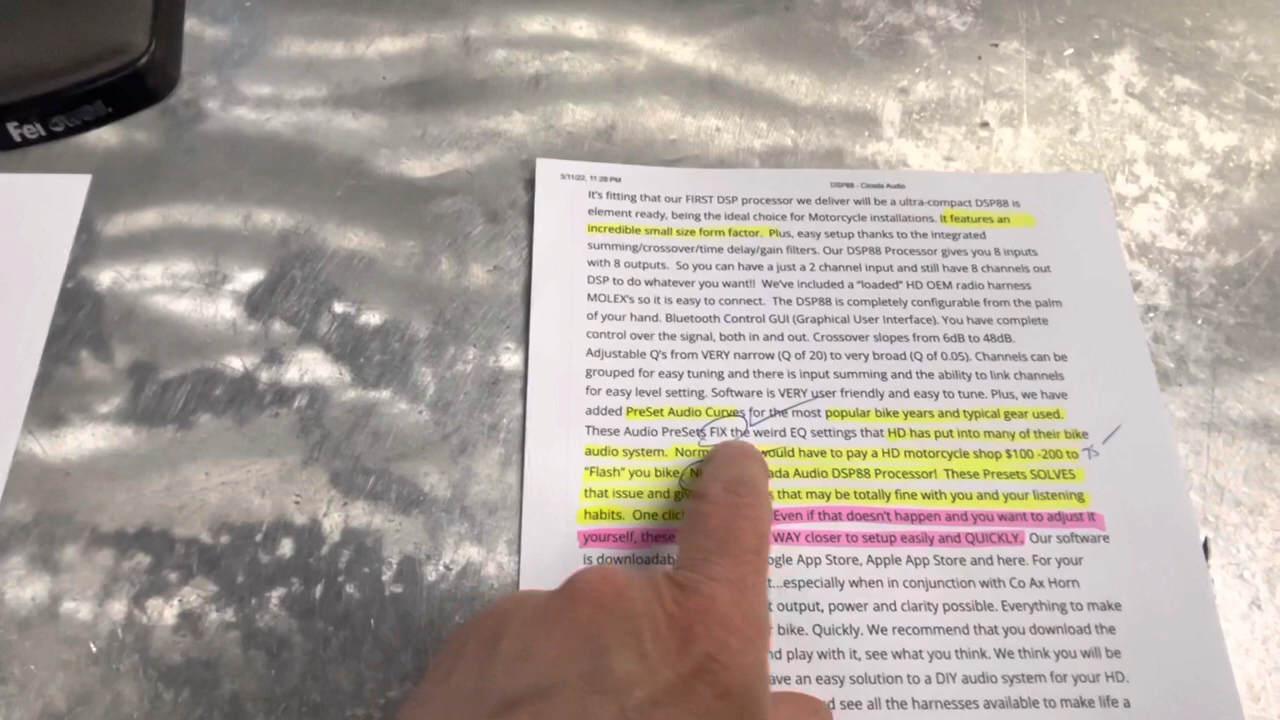 Fel
3/11/22, 11:28 PM
DSP88 - Cicada Audio
It's fitting that our FIRST DSP processor we deliver will be a ultra-compact DSP88 is
element ready, being the ideal choice for Motorcycle installations. It features an
incredible small size form factor. Plus, easy setup thanks to the integrated
summing/crossover/time delay/gain filters. Our DSP88 Processor gives you 8 inputs
with 8 outputs. So you can have a just a 2 channel input and still have 8 channels out
DSP to do whatever you want!! We've included a "loaded" HD OEM radio harness
MOLEX's so it is easy to connect. The DSP88 is completely configurable from the palm
of your hand. Bluetooth Control GUI (Graphical User Interface). You have complete
control over the signal, both in and out. Crossover slopes from 6dB to 48dB.
Adjustable Q's from VERY narrow (Q of 20) to very broad (Q of 0.05). Channels can be
grouped for easy tuning and there is input summing and the ability to link channels
for easy level setting. Software is VERY user friendly and easy to tune. Plus, we have
added PreSet Audio Curves for the most popular bike years and typical gear used.
These Audio PreSets FIX the weird EQ settings that HD has put into many of their bike
audio system. Norm would have to pay a HD motorcycle shop $100 -200 to
"Flash" you bike. N ada Audio DSP88 Processor! These Presets SOLVES
that issue and giv s that may be totally fine with you and your listening
habits. One clic Even if that doesn't happen and you want to adjust it
yourself, these WAY closer to setup easily and QUICKLY. Our software
is downloadab ogle App Store, Apple App Store and here. For your
t...especially when in conjunction with Co Ax Horn
t output, power and clarity possible. Everything to make
bike. Quickly. We recommend that you download the
nd play with it, see what you think. We think you will be
ave an easy solution to a DIY audio system for your HD.
d see all the harnesses available to make life a